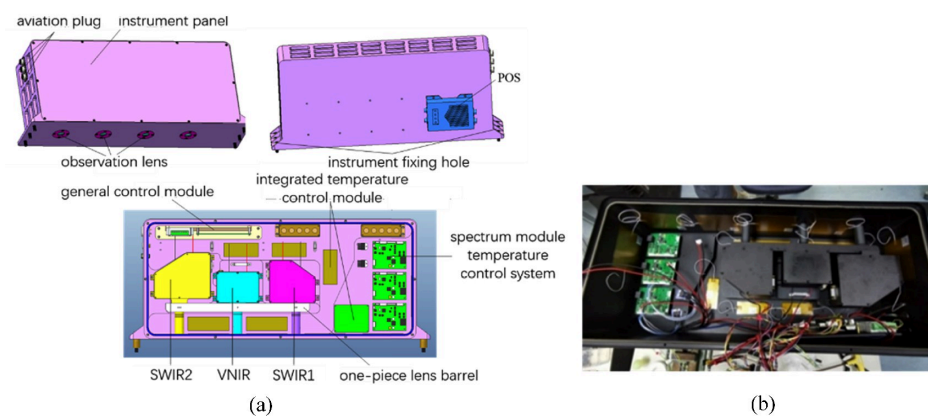 aviation plug
instrument panel
POS
observation lens
instrument fixing hole
general control module
integrated temperature
control module
spectrum module
temperature
control system
SWIR2
VNIR
SWIR1
one-piece lens barrel
(a)
(b)